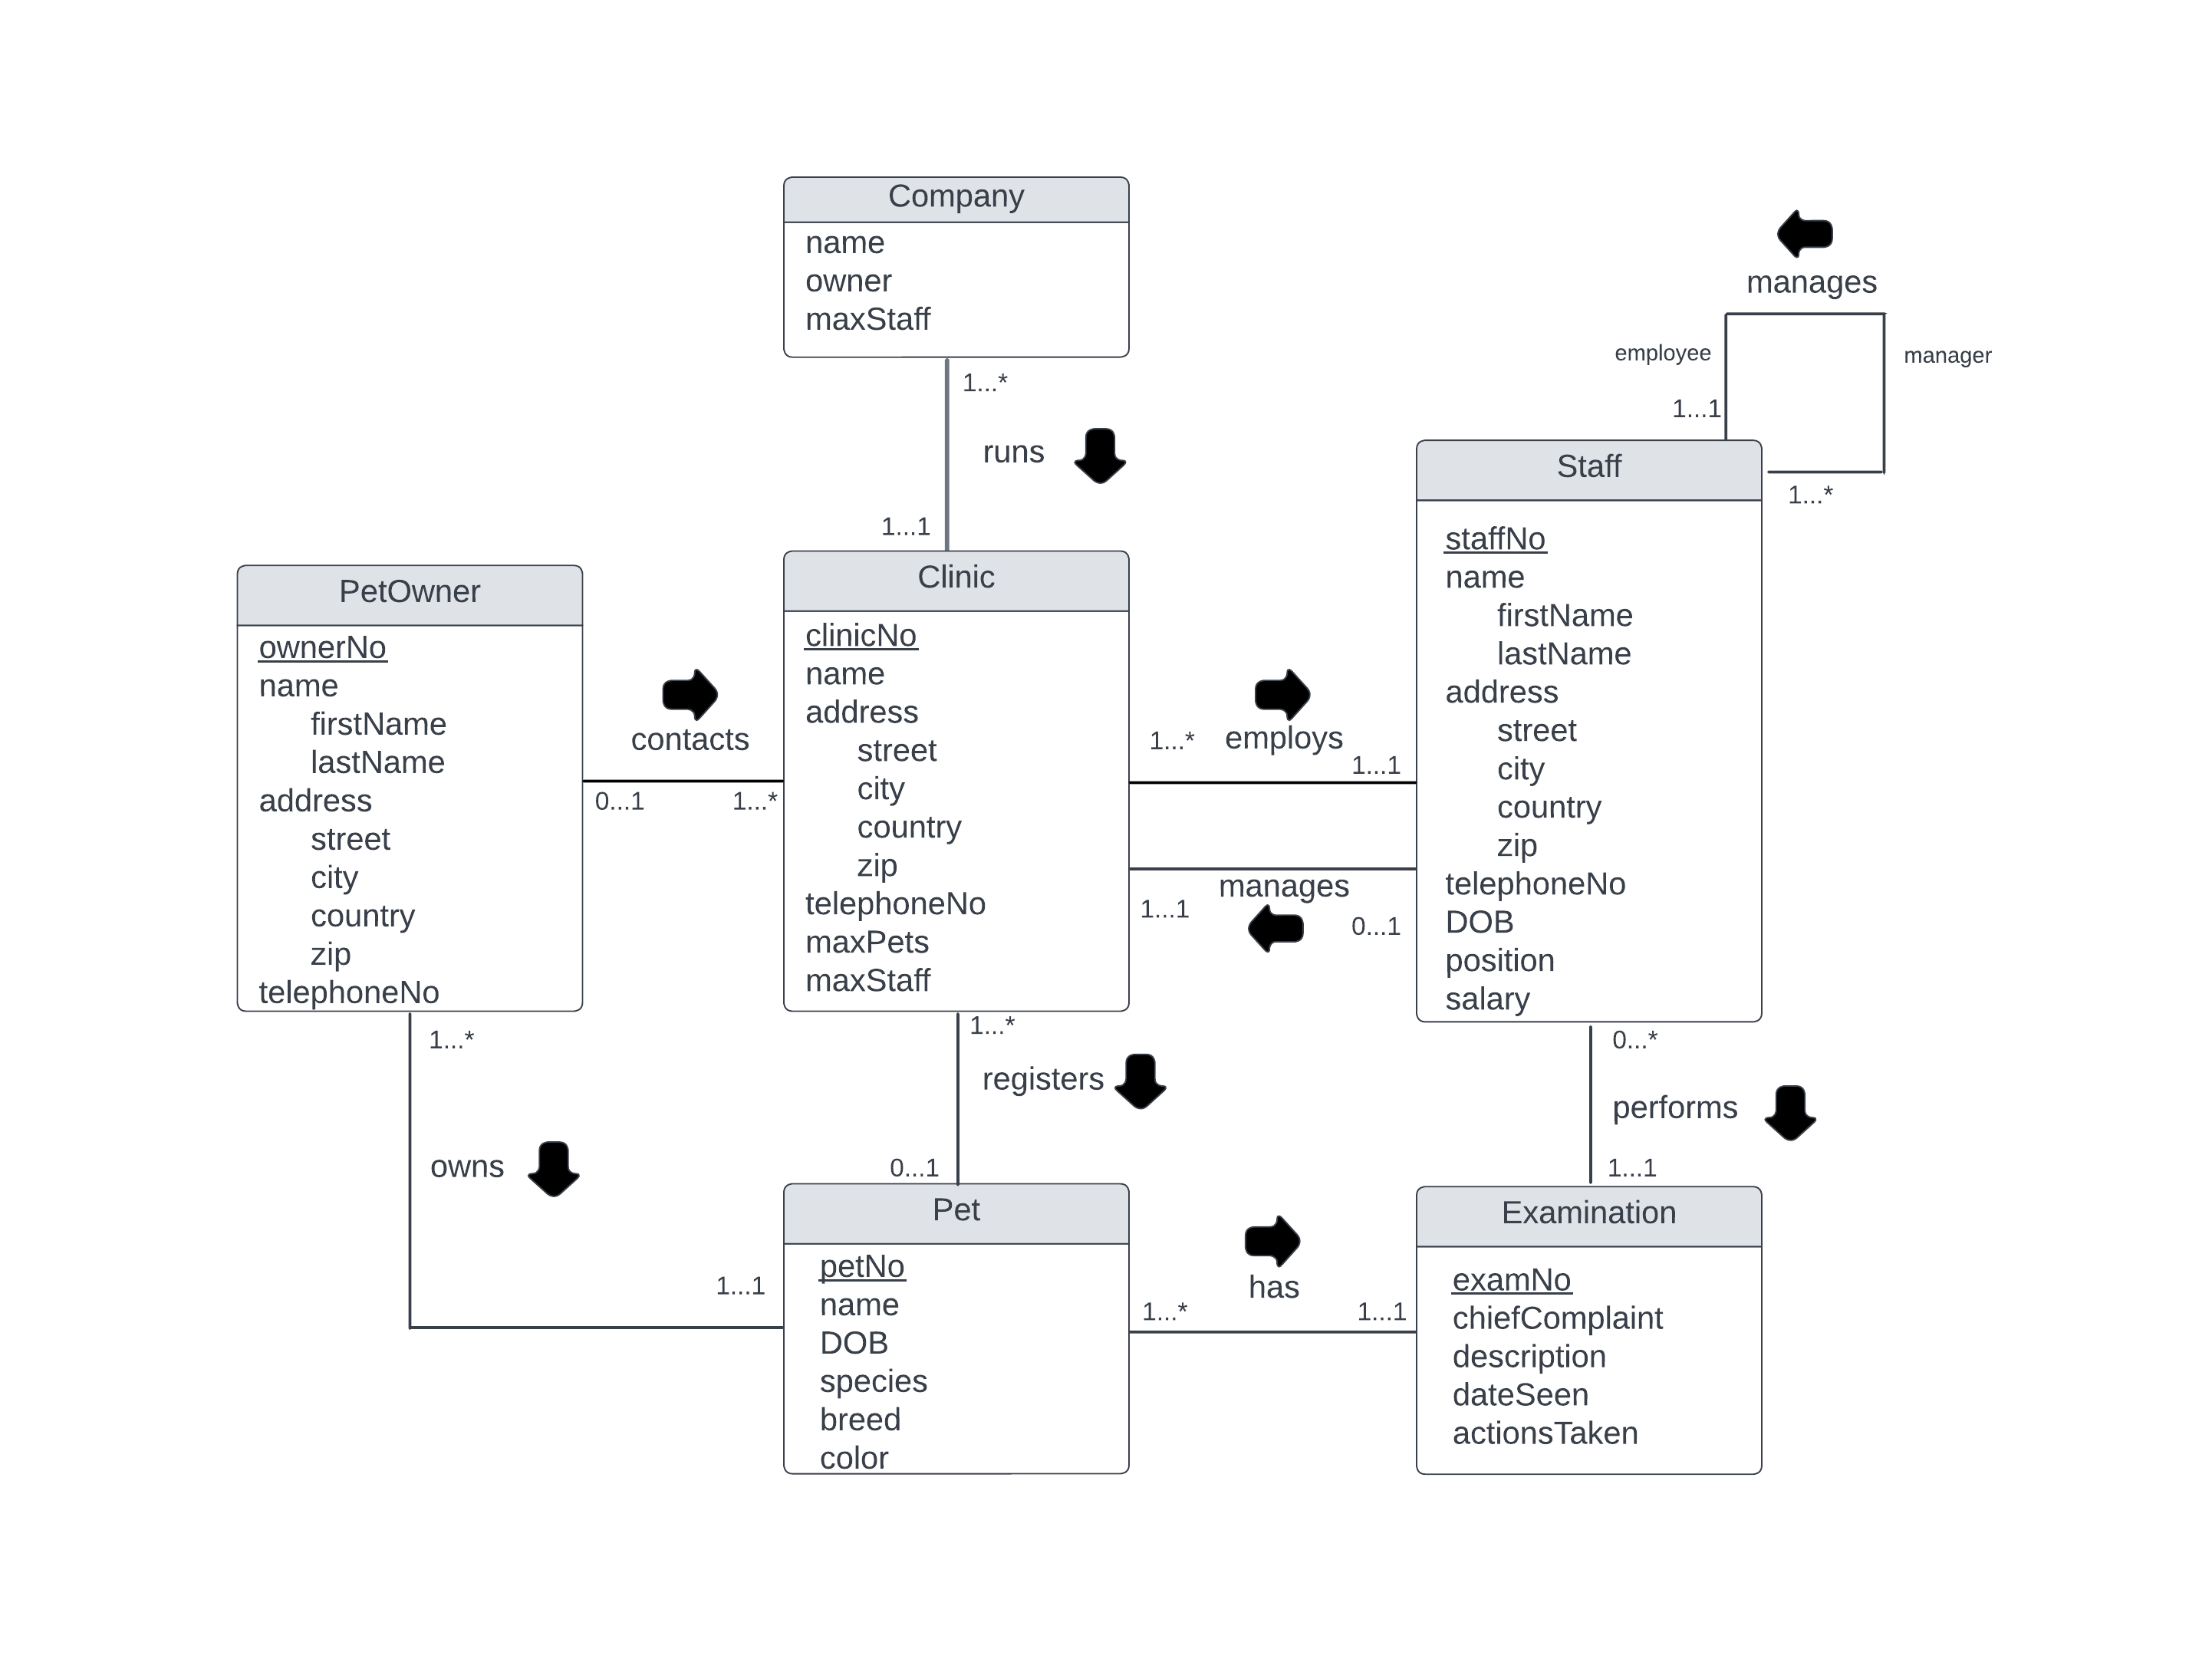 Company
name
owner
maxStaff
1...*
runs
1...1
manages
employee
manager
1...1
1...*
PetOwner
ownerNo
name
firstName
lastName
address
street
city
country
zip
telephoneNo
contacts
0...1
1...*
Clinic
clinicNo
name
address
street
city
country
zip
telephoneNo
maxPets
maxStaff
1...*
employs
1...1
manages
1...1
0...1
Staff
staffNo
name
firstName
lastName
address
street
city
country
zip
telephoneNo
DOB
position
salary
1...*
owns
1...1
1...*
registers
0...1
0...*
performs
1...1
Pet
petNo
name
DOB
species
breed
color
has
1...*
1...1
Examination
examNo
chiefComplaint
description
dateSeen
actionsTaken